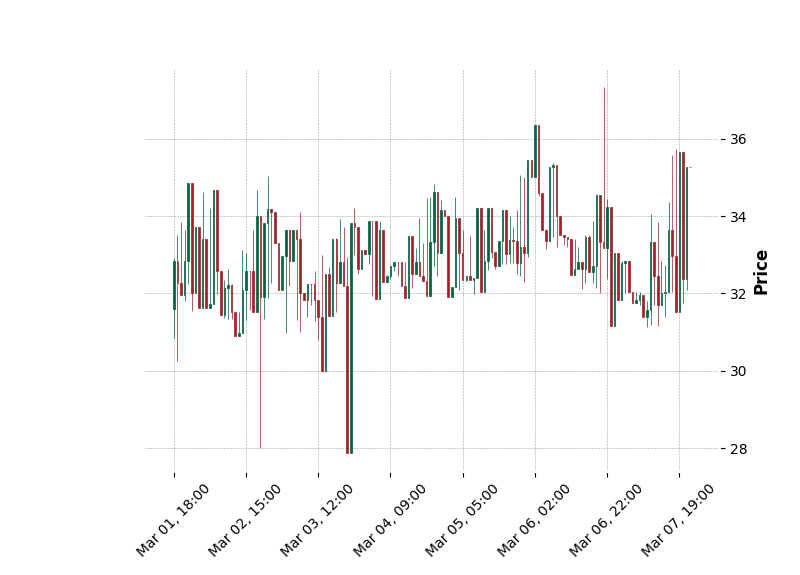 36
34
32
30
28
Price
Mar 01, 18:00
Mar 02, 15:00
Mar 03, 12:00
Mar 04, 09:00
Mar 05, 05:00
Mar 06, 02:00
Mar 06, 22:00
Mar 07, 19:00